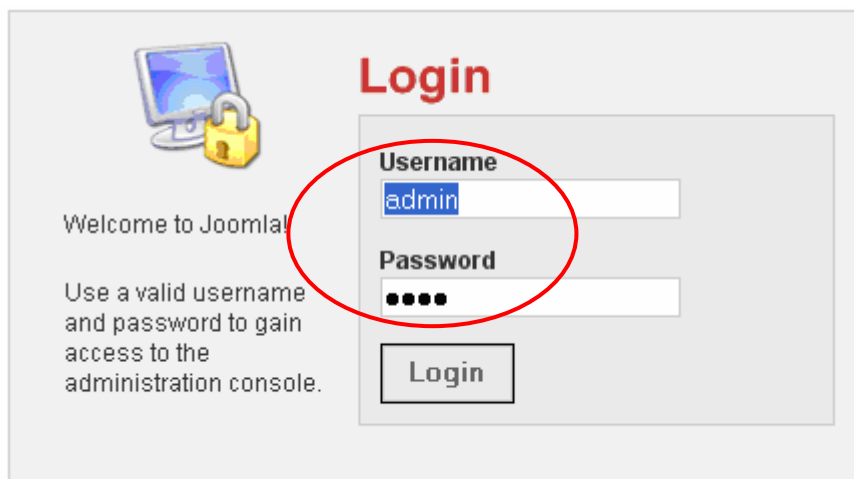 Login
Username
admin
Password
••••
Login
Welcome to Joomla!
Use a valid username
and password to gain
access to the
administration console.